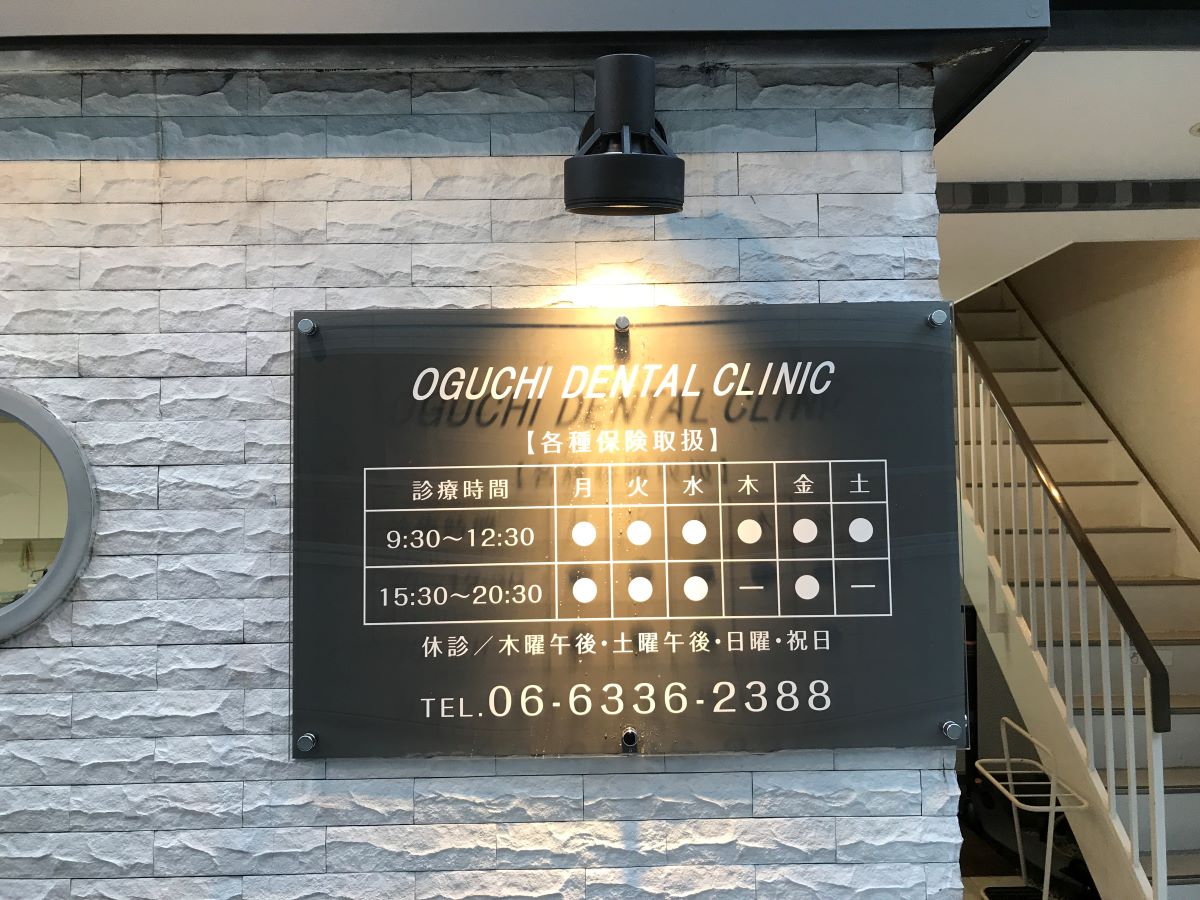 OGUCHI DENTAL CLINIC
【各種保険取扱】
診療時間 月 火 水 木 金 土
9:30～12:30 ● ● ● ● ● ●
15:30～20:30 ● ● ● ー ● ー
休診／木曜午後・土曜午後・日曜・祝日
TEL.06-6336-2388